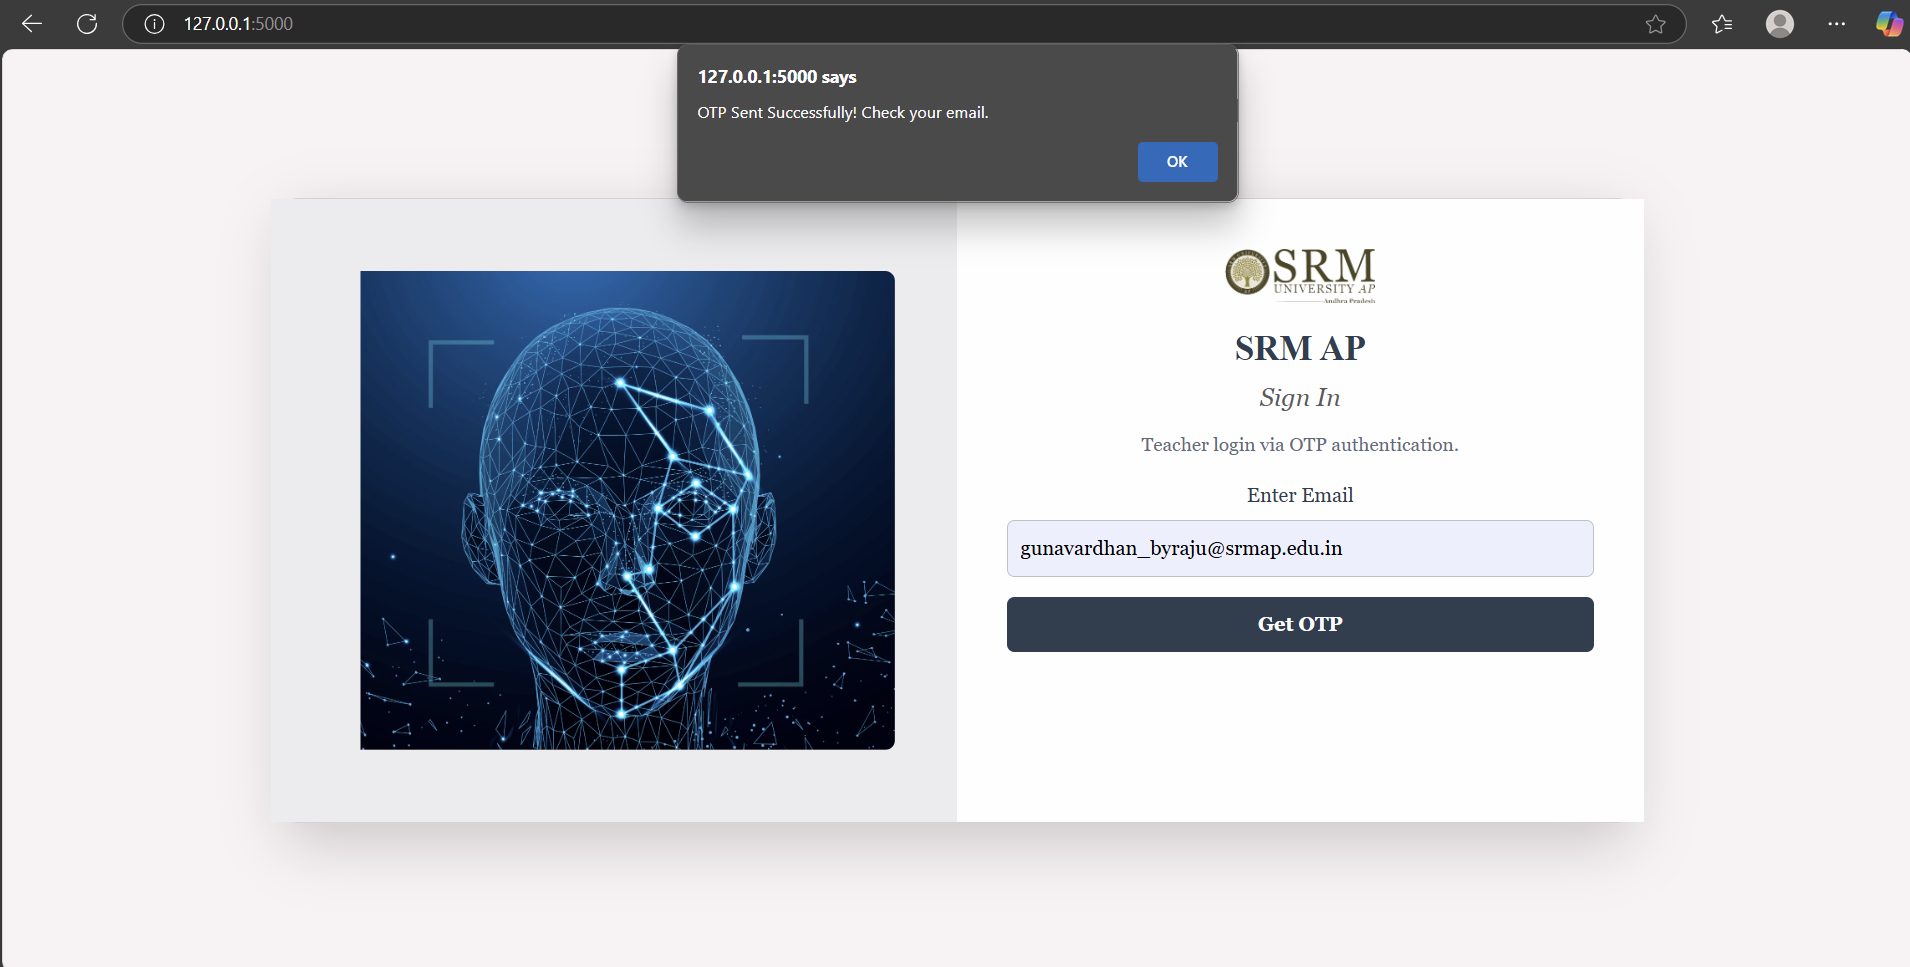 127.0.0.1:5000
127.0.0.1:5000 says
OTP Sent Successfully! Check your email.
OK
SRM
UNIVERSITY AP
Andhra Pradesh
SRM AP
Sign In
Teacher login via OTP authentication.
Enter Email
gunavardhan_byraju@srmap.edu.in
Get OTP